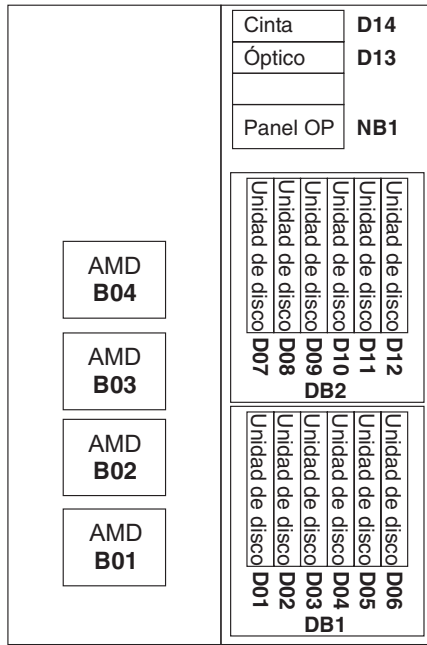 Cinta D14
Óptico D13
Panel OP NB1
AMD
B04
AMD
B03
AMD
B02
AMD
B01
Unidad de disco D07
Unidad de disco D08
Unidad de disco D09
Unidad de disco D10
Unidad de disco D11
Unidad de disco D12
DB2
Unidad de disco D01
Unidad de disco D02
Unidad de disco D03
Unidad de disco D04
Unidad de disco D05
Unidad de disco D06
DB1